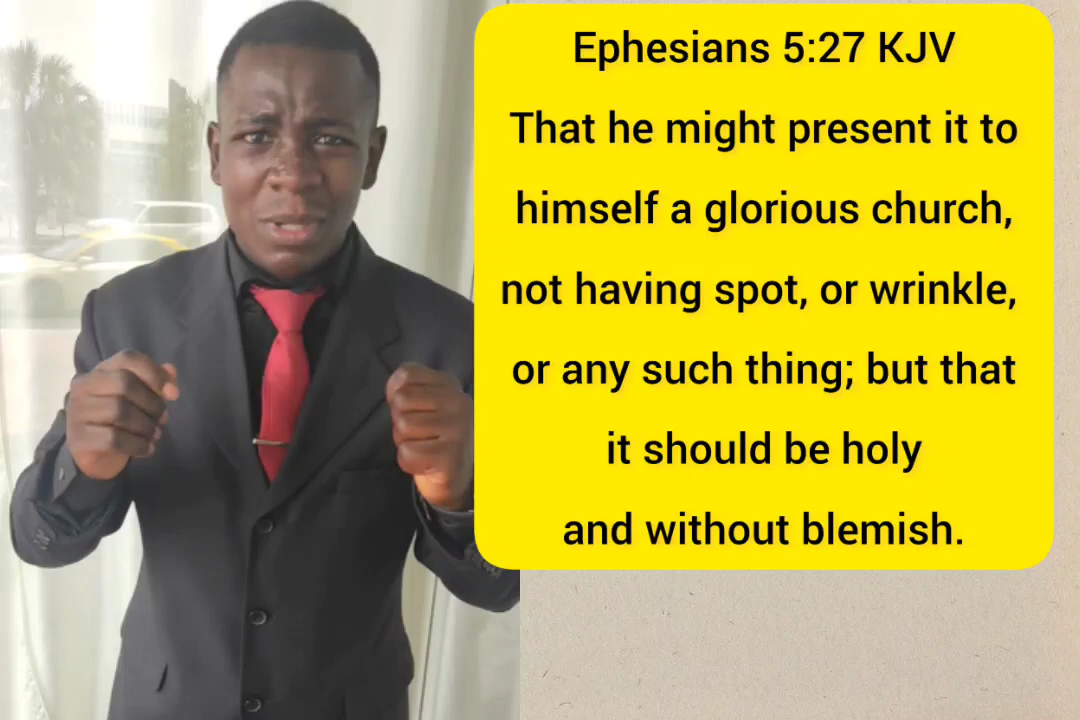 Ephesians 5:27 KJV
That he might present it to
himself a glorious church,
not having spot, or wrinkle,
or any such thing; but that
it should be holy
and without blemish.